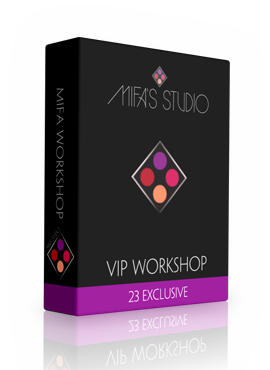 MIFA'S STUDIO
MIFA WORKSHOP
VIP WORKSHOP
23 EXCLUSIVE